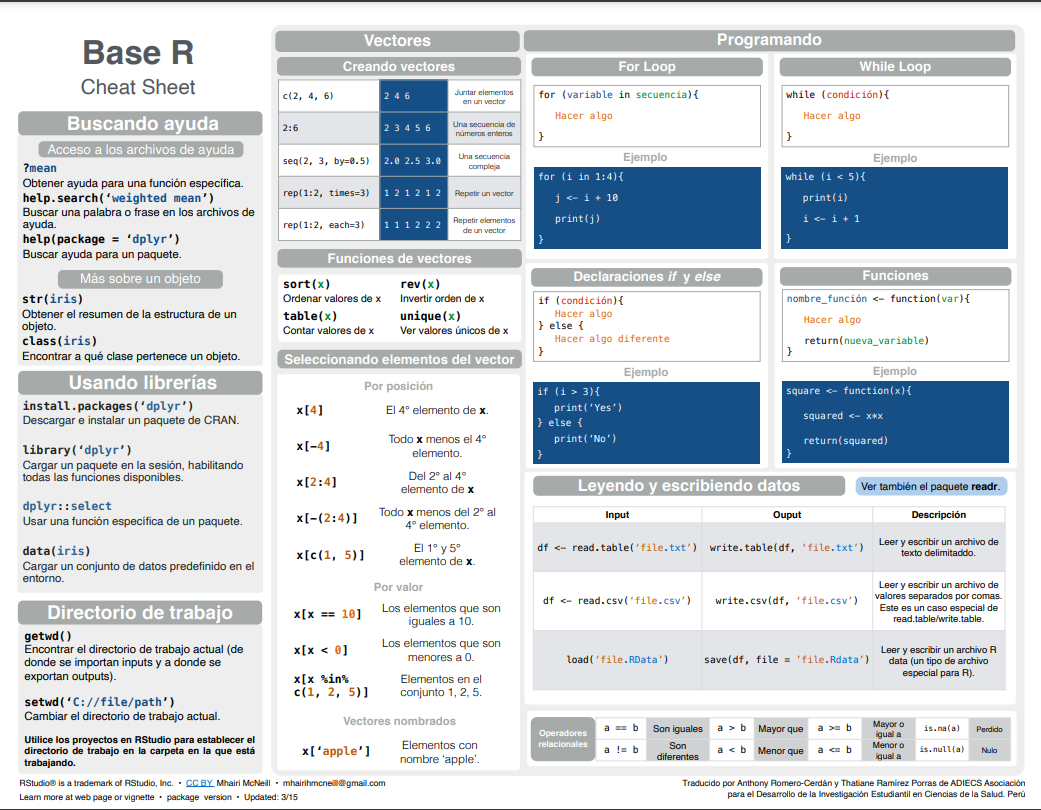 Base R
Cheat Sheet
Buscando ayuda
Acceso a los archivos de ayuda
?mean
Obtener ayuda para una función específica.
help.search(‘weighted mean’)
Buscar una palabra o frase en los archivos de
ayuda.
help(package = ‘dplyr’)
Buscar ayuda para un paquete.
Más sobre un objeto
str(iris)
Obtener el resumen de la estructura de un
objeto.
class(iris)
Encontrar a qué clase pertenece un objeto.
Usando librerías
install.packages(‘dplyr’)
Descargar e instalar un paquete de CRAN.
library(‘dplyr’)
Cargar un paquete en la sesión, habilitando
todas las funciones disponibles.
dplyr::select
Usar una función específica de un paquete.
data(iris)
Cargar un conjunto de datos predefinido en el
entorno.
Directorio de trabajo
getwd()
Encontrar el directorio de trabajo actual (de
donde se importan inputs y a donde se
exportan outputs).
setwd(‘C://file/path’)
Cambiar el directorio de trabajo actual.
Utilice los proyectos en RStudio para establecer el
directorio de trabajo en la carpeta en la que está
trabajando.
Vectores
Creando vectores
c(2, 4, 6) 2 4 6 Juntar elementos
en un vector
2:6 2 3 4 5 6 Una secuencia de
números enteros
seq(2, 3, by=0.5) 2.0 2.5 3.0 Una secuencia
compleja
rep(1:2, times=3) 1 2 1 2 1 2 Repetir un vector
rep(1:2, each=3) 1 1 1 2 2 2 Repetir elementos
de un vector
Funciones de vectores
sort(x) rev(x)
Ordenar valores de x Invertir orden de x
table(x) unique(x)
Contar valores de x Ver valores únicos de x
Seleccionando elementos del vector
Por posición
x[4] El 4° elemento de x.
x[-4] Todo x menos el 4°
elemento.
x[2:4] Del 2° al 4°
elemento de x
x[-(2:4)] Todo x menos del 2° al
4° elemento.
x[c(1, 5)] El 1° y 5°
elemento de x.
Por valor
x[x == 10] Los elementos que son
iguales a 10.
x[x < 0] Los elementos que son
menores a 0.
x[x %in%
c(1, 2, 5)] Elementos en el
conjunto 1, 2, 5.
Vectores nombrados
x[‘apple’] Elementos con
nombre ‘apple’.
Programando
For Loop
for (variable in secuencia){
Hacer algo
}
Ejemplo
for (i in 1:4){
j <- i + 10
print(j)
}
While Loop
while (condición){
Hacer algo
}
Ejemplo
while (i < 5){
print(i)
i <- i + 1
}
Declaraciones if y else
if (condición){
Hacer algo
} else {
Hacer algo diferente
}
Ejemplo
if (i > 3){
print(‘Yes’)
} else {
print(‘No’)
}
Funciones
nombre_función <- function(var){
Hacer algo
return(nueva_variable)
}
Ejemplo
square <- function(x){
squared <- x*x
return(squared)
}
Leyendo y escribiendo datos
Ver también el paquete readr.
Input Ouput Descripción
df <- read.table(‘file.txt’) write.table(df, ‘file.txt’) Leer y escribir un archivo de
texto delimitaddo.
df <- read.csv(‘file.csv’) write.csv(df, ‘file.csv’) Leer y escribir un archivo de
valores separados por comas.
Este es un caso especial de
read.table/write.table.
load(‘file.RData’) save(df, file = ‘file.Rdata’) Leer y escribir un archivo R
data (un tipo de archivo
especial para R).
Operadores
relacionales
a == b Son iguales a > b Mayor que a >= b Mayor o
igual a is.na(a) Perdido
a != b Son
diferentes a < b Menor que a <= b Menor o
igual a is.null(a) Nulo
RStudio® is a trademark of RStudio, Inc. • CC BY Mhairi McNeill • mhairihmcneill@gmail.com
Learn more at web page or vignette • package version • Updated: 3/15
Traducido por Anthony Romero-Cerdán y Thatiane Ramírez Porras de ADIECS Asociación
para el Desarrollo de la Investigación Estudiantil en Ciencias de la Salud. Perú